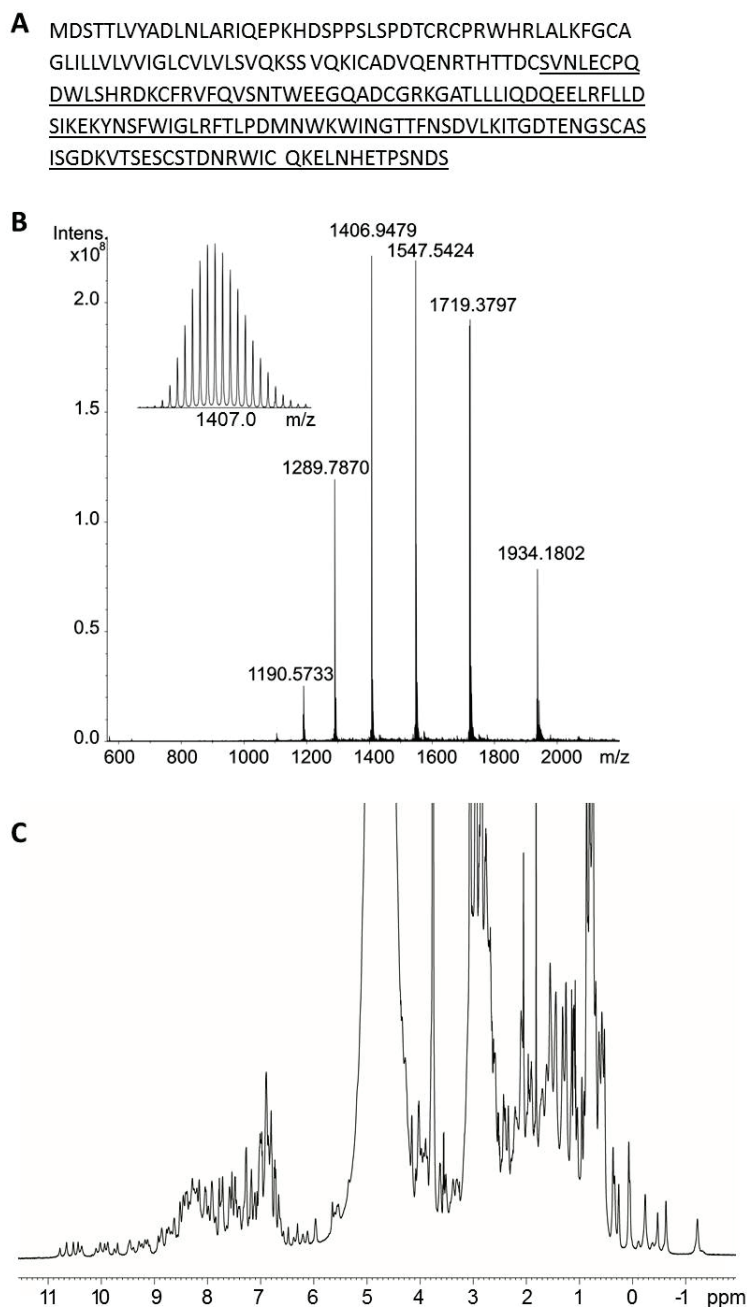 A
MDSTTLVYADLNLARIQEPKHDSPPSLSPDTCRCPRWHRLALKFGCA
GLILLVLVVIGLCVLVLSVQKSS VQKICADVQENRTHTTDCSVNLECPQ
DWLSHRDKCFRVFQVSNTWEEGQADCGRKGATLLLIQDQEELRFLLD
SIKEKYNSFWIGLRFTLPDMNWKWINGTTFNSDVLKITGDTENGSCAS
ISGDKVTSESCSTDNRWIC QKELNHETPSNDS
B
Intens.
x10⁸
1406.9479
1547.5424
2.0
1719.3797
1407.0 m/z
1.5
1289.7870
1.0
1934.1802
0.5
1190.5733
0.0
600 800 1000 1200 1400 1600 1800 2000 m/z
C
11 10 9 8 7 6 5 4 3 2 1 0 -1 ppm